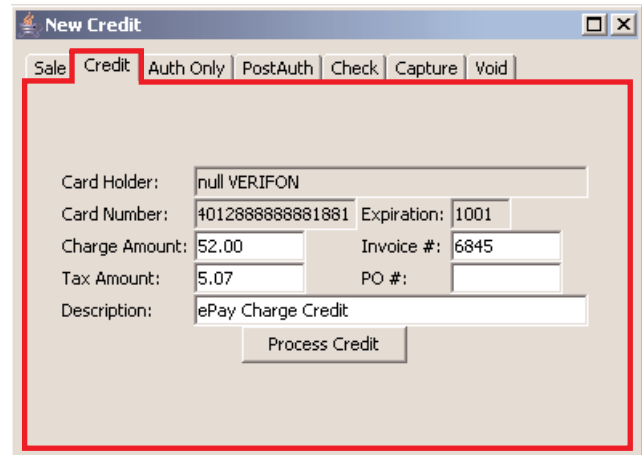 New Credit
Sale Credit Auth Only PostAuth Check Capture Void
Card Holder: null VERIFON
Card Number: 4012888888881881 Expiration: 1001
Charge Amount: 52.00 Invoice #: 6845
Tax Amount: 5.07 PO #:
Description: ePay Charge Credit
Process Credit